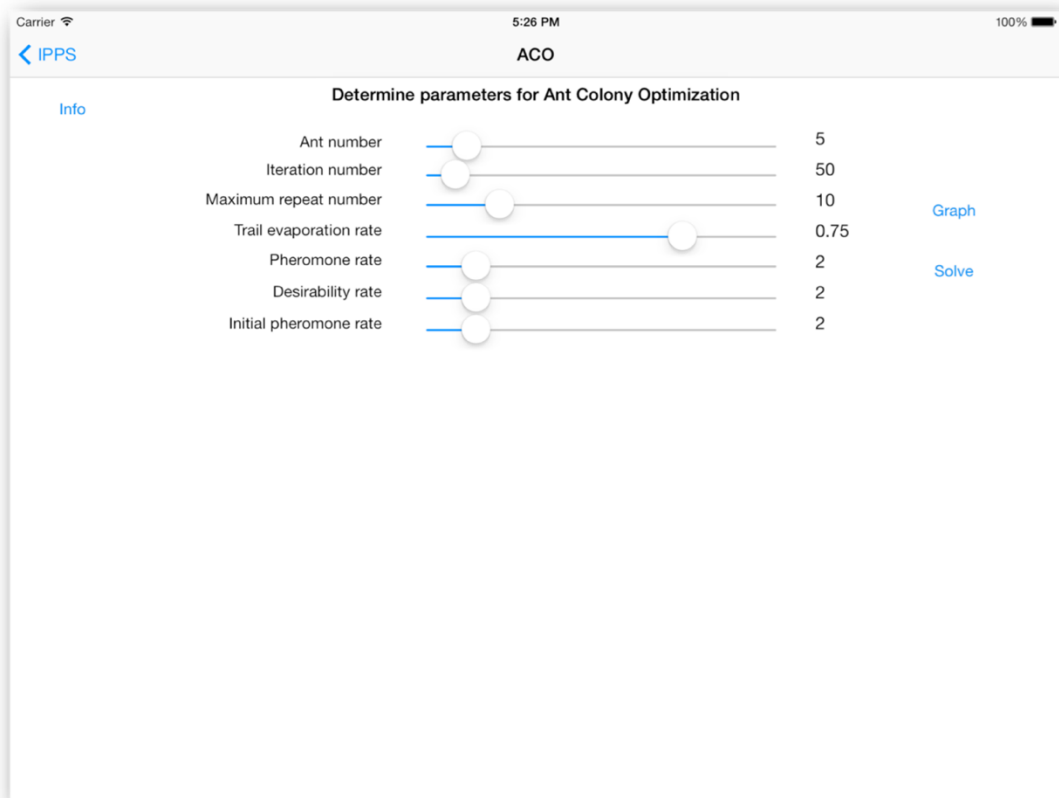 Carrier 5:26 PM 100%
IPPS ACO
Determine parameters for Ant Colony Optimization
Info
Ant number 5
Iteration number 50
Maximum repeat number 10
Graph
Trail evaporation rate 0.75
Pheromone rate 2
Solve
Desirability rate 2
Initial pheromone rate 2